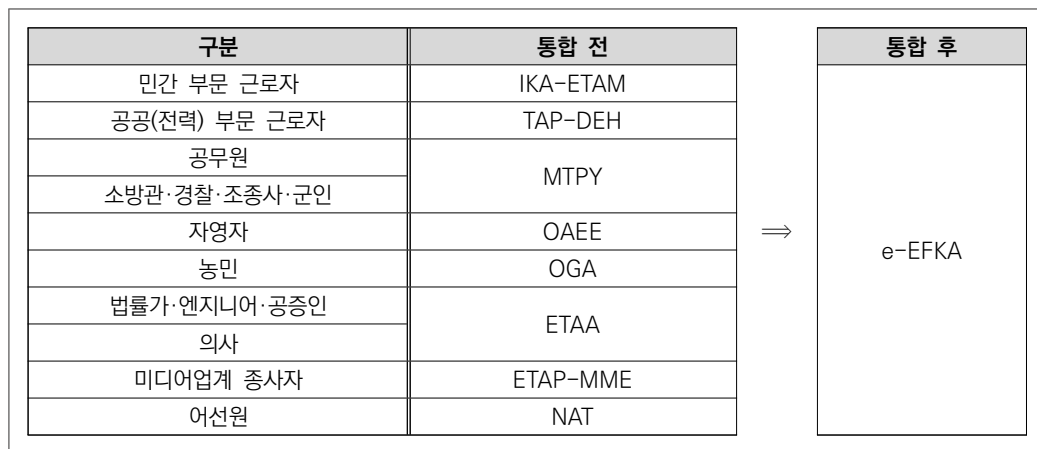 구분 통합 전 통합 후
민간 부문 근로자 IKA-ETAM
공공(전력) 부문 근로자 TAP-DEH
공무원
MTPY
소방관·경찰·조종사·군인
자영자 OAEE
⟹
e-EFKA
농민 OGA
법률가·엔지니어·공증인
ETAA
의사
미디어업계 종사자 ETAP-MME
어선원 NAT